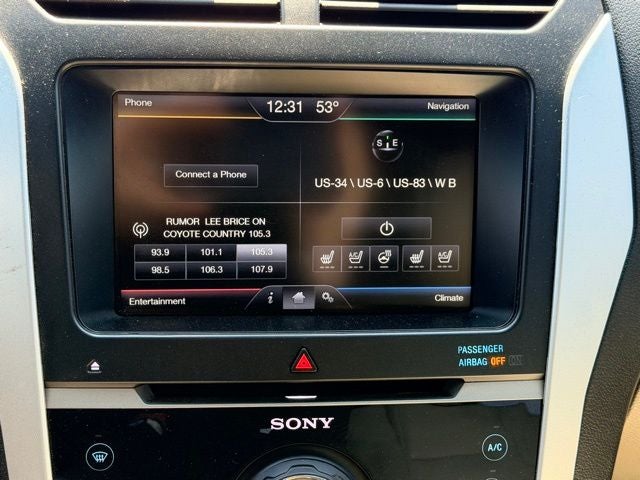 Phone
12:31 53°
Navigation
S E
Connect a Phone
US-34 \ US-6 \ US-83 \ W B
RUMOR LEE BRICE ON
COYOTE COUNTRY 105.3
93.9 101.1 105.3
98.5 106.3 107.9
A/C A/C
Entertainment
i
Climate
PASSENGER
AIRBAG OFF ON
SONY
A/C